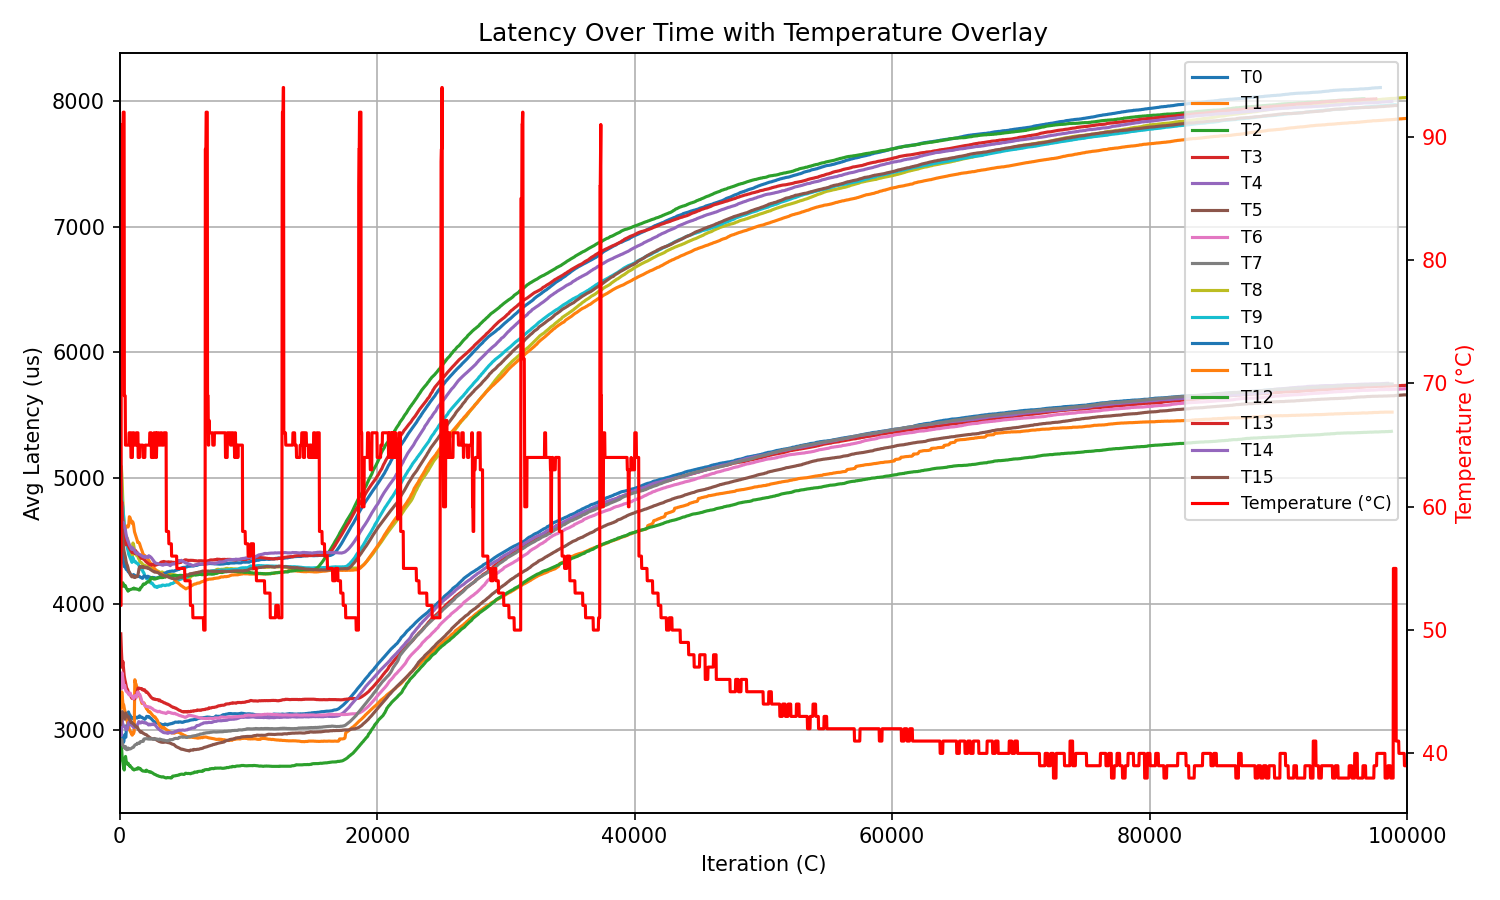 Latency Over Time with Temperature Overlay
Avg Latency (us)
8000
7000
6000
5000
4000
3000
T0
T1
T2
T3
T4
T5
T6
T7
T8
T9
T10
T11
T12
T13
T14
T15
Temperature (°C)
90
80
70
60
50
40
Temperature (°C)
0
20000
40000
60000
80000
100000
Iteration (C)